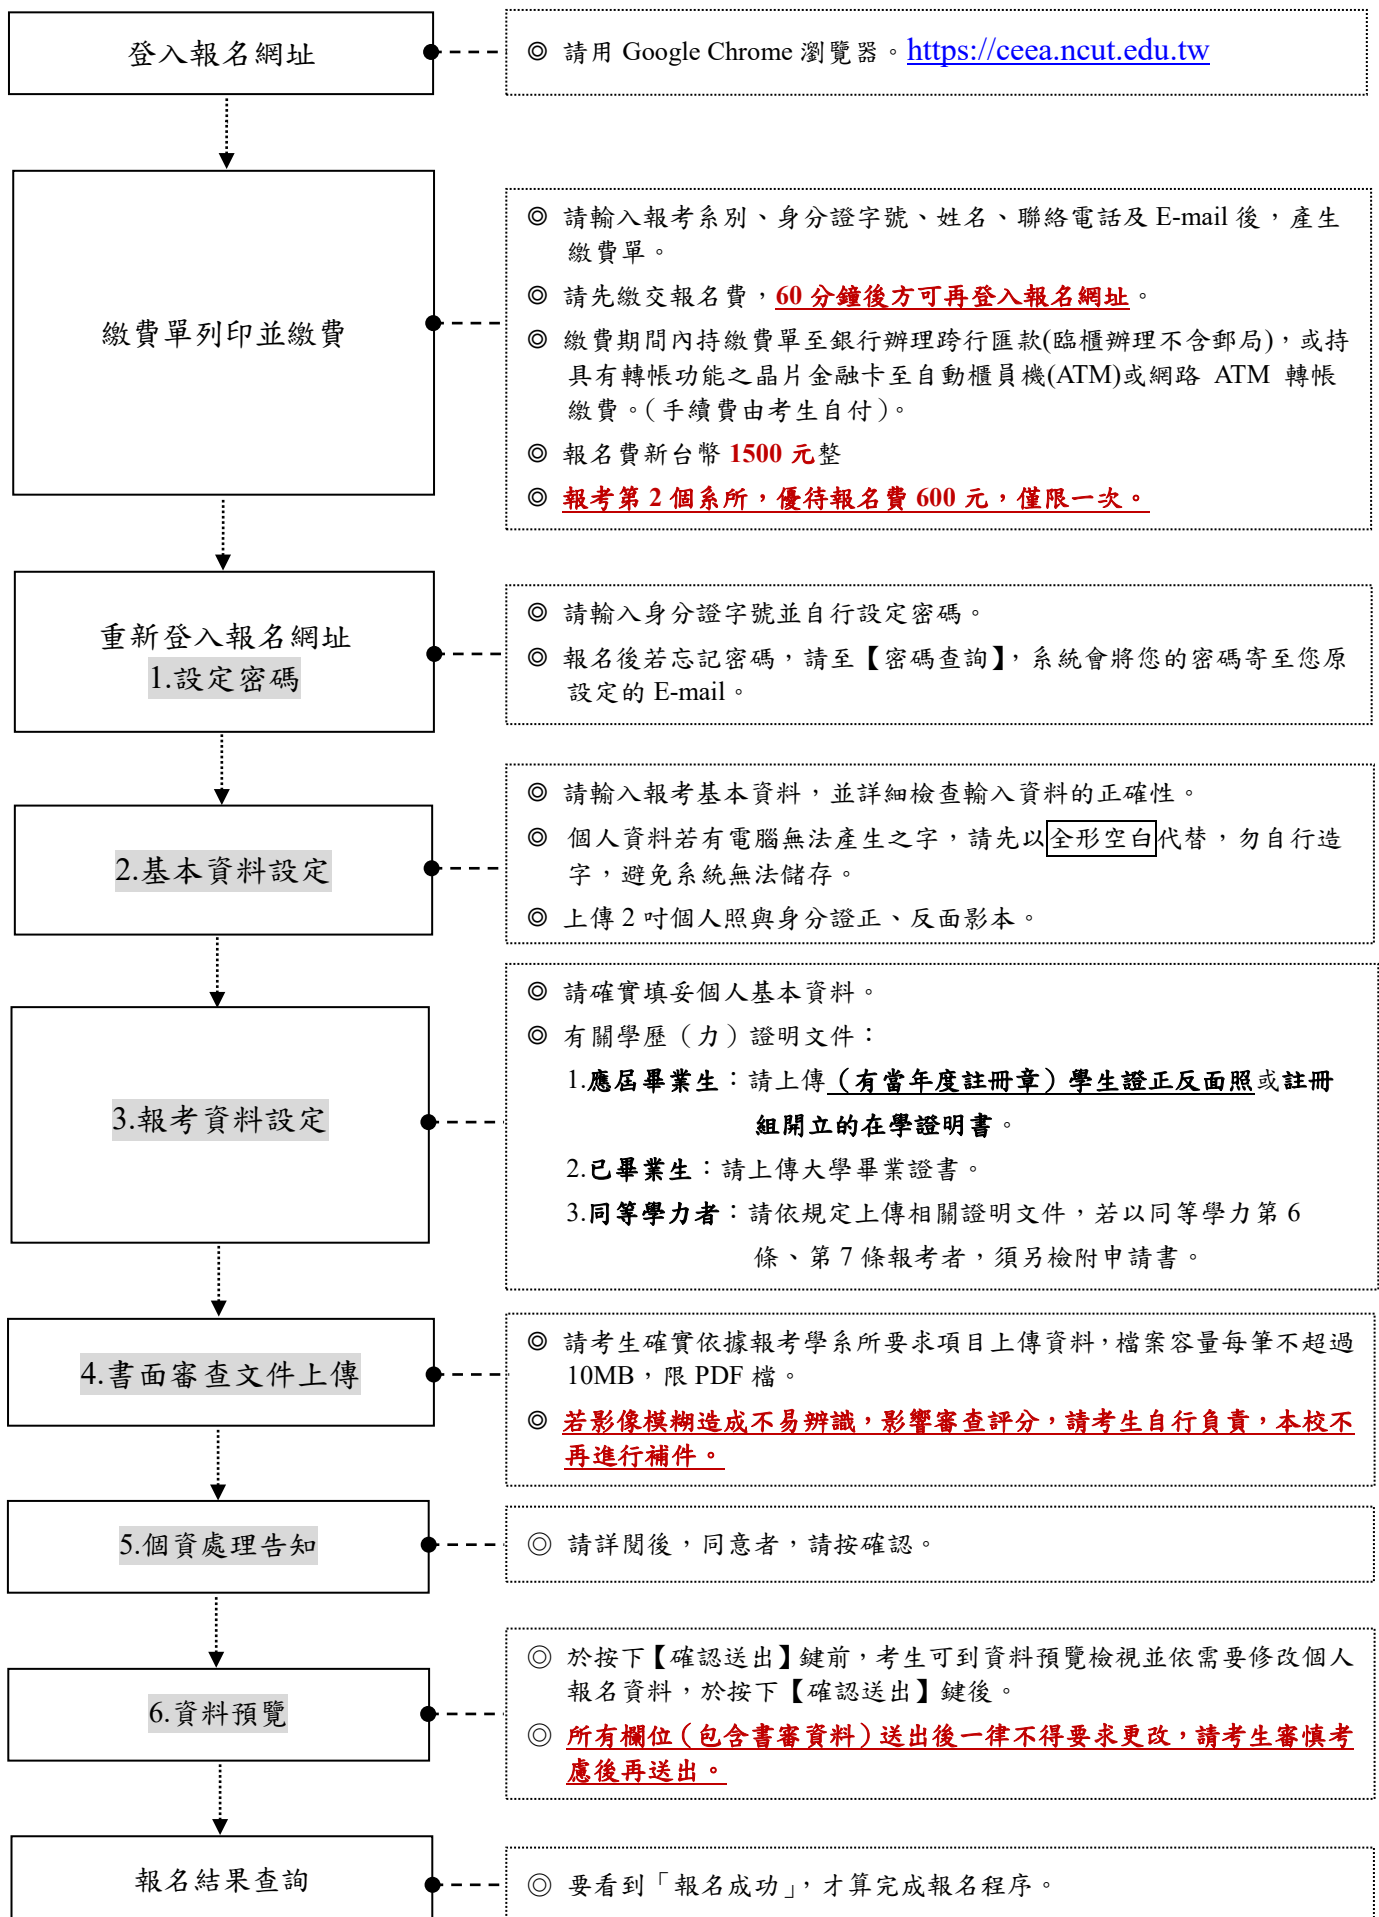 登入報名網址
◎ 請用 Google Chrome 瀏覽器。https://ceea.ncut.edu.tw
繳費單列印並繳費
◎ 請輸入報考系別、身分證字號、姓名、聯絡電話及 E-mail 後，產生
繳費單。
◎ 請先繳交報名費，60 分鐘後方可再登入報名網址。
◎ 繳費期間內持繳費單至銀行辦理跨行匯款(臨櫃辦理不含郵局)，或持
具有轉帳功能之晶片金融卡至自動櫃員機(ATM)或網路 ATM 轉帳
繳費。(手續費由考生自付)。
◎ 報名費新台幣 1500 元整
◎ 報考第 2 個系所，優待報名費 600 元，僅限一次。
重新登入報名網址
1.設定密碼
◎ 請輸入身分證字號並自行設定密碼。
◎ 報名後若忘記密碼，請至【密碼查詢】，系統會將您的密碼寄至您原
設定的 E-mail。
2.基本資料設定
◎ 請輸入報考基本資料，並詳細檢查輸入資料的正確性。
◎ 個人資料若有電腦無法產生之字，請先以全形空白代替，勿自行造
字，避免系統無法儲存。
◎ 上傳 2 吋個人照與身分證正、反面影本。
3.報考資料設定
◎ 請確實填妥個人基本資料。
◎ 有關學歷（力）證明文件：
1.應屆畢業生：請上傳（有當年度註冊章）學生證正反面照或註冊
組開立的在學證明書。
2.已畢業生：請上傳大學畢業證書。
3.同等學力者：請依規定上傳相關證明文件，若以同等學力第 6
條、第 7 條報考者，須另檢附申請書。
4.書面審查文件上傳
◎ 請考生確實依據報考學系所要求項目上傳資料，檔案容量每筆不超過
10MB，限 PDF 檔。
◎ 若影像模糊造成不易辨識，影響審查評分，請考生自行負責，本校不
再進行補件。
5.個資處理告知
◎ 請詳閱後，同意者，請按確認。
6.資料預覽
◎ 於按下【確認送出】鍵前，考生可到資料預覽檢視並依需要修改個人
報名資料，於按下【確認送出】鍵後。
◎ 所有欄位（包含書審資料）送出後一律不得要求更改，請考生審慎考
慮後再送出。
報名結果查詢
◎ 要看到「報名成功」，才算完成報名程序。